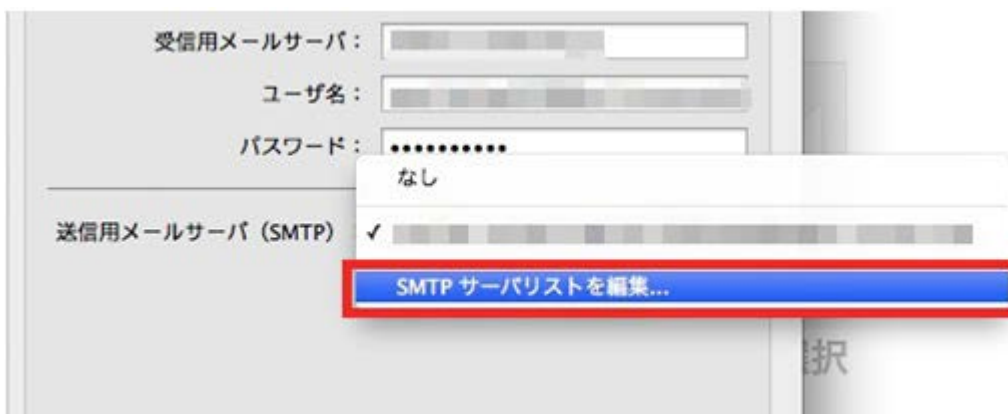 受信用メールサーバ：
ユーザ名：
パスワード： ••••••••••
なし
送信用メールサーバ（SMTP） ✓
SMTP サーバリストを編集...
択